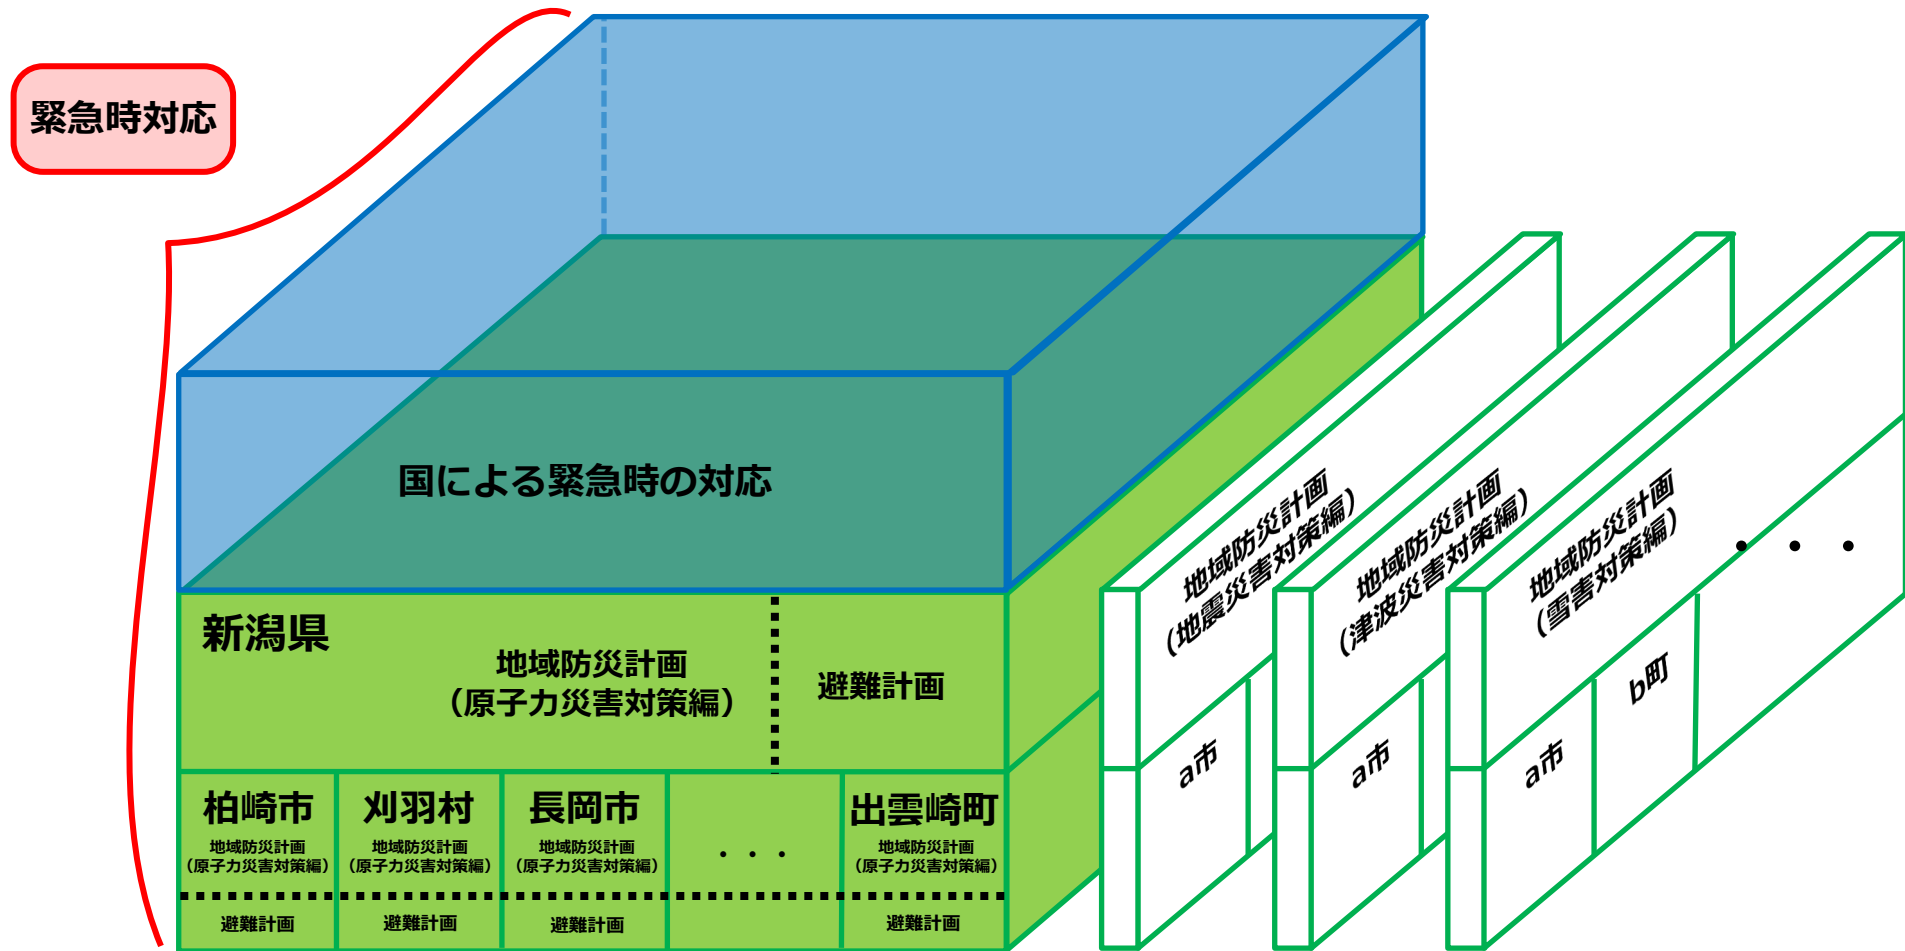 緊急時対応
国による緊急時の対応
新潟県
地域防災計画
（原子力災害対策編）
避難計画
柏崎市
地域防災計画
（原子力災害対策編）
避難計画
刈羽村
地域防災計画
（原子力災害対策編）
避難計画
長岡市
地域防災計画
（原子力災害対策編）
避難計画
・・・
出雲崎町
地域防災計画
（原子力災害対策編）
避難計画
地域防災計画
（地震災害対策編）
a市
地域防災計画
（津波災害対策編）
a市
地域防災計画
（雪害対策編）
a市
b町
・・・